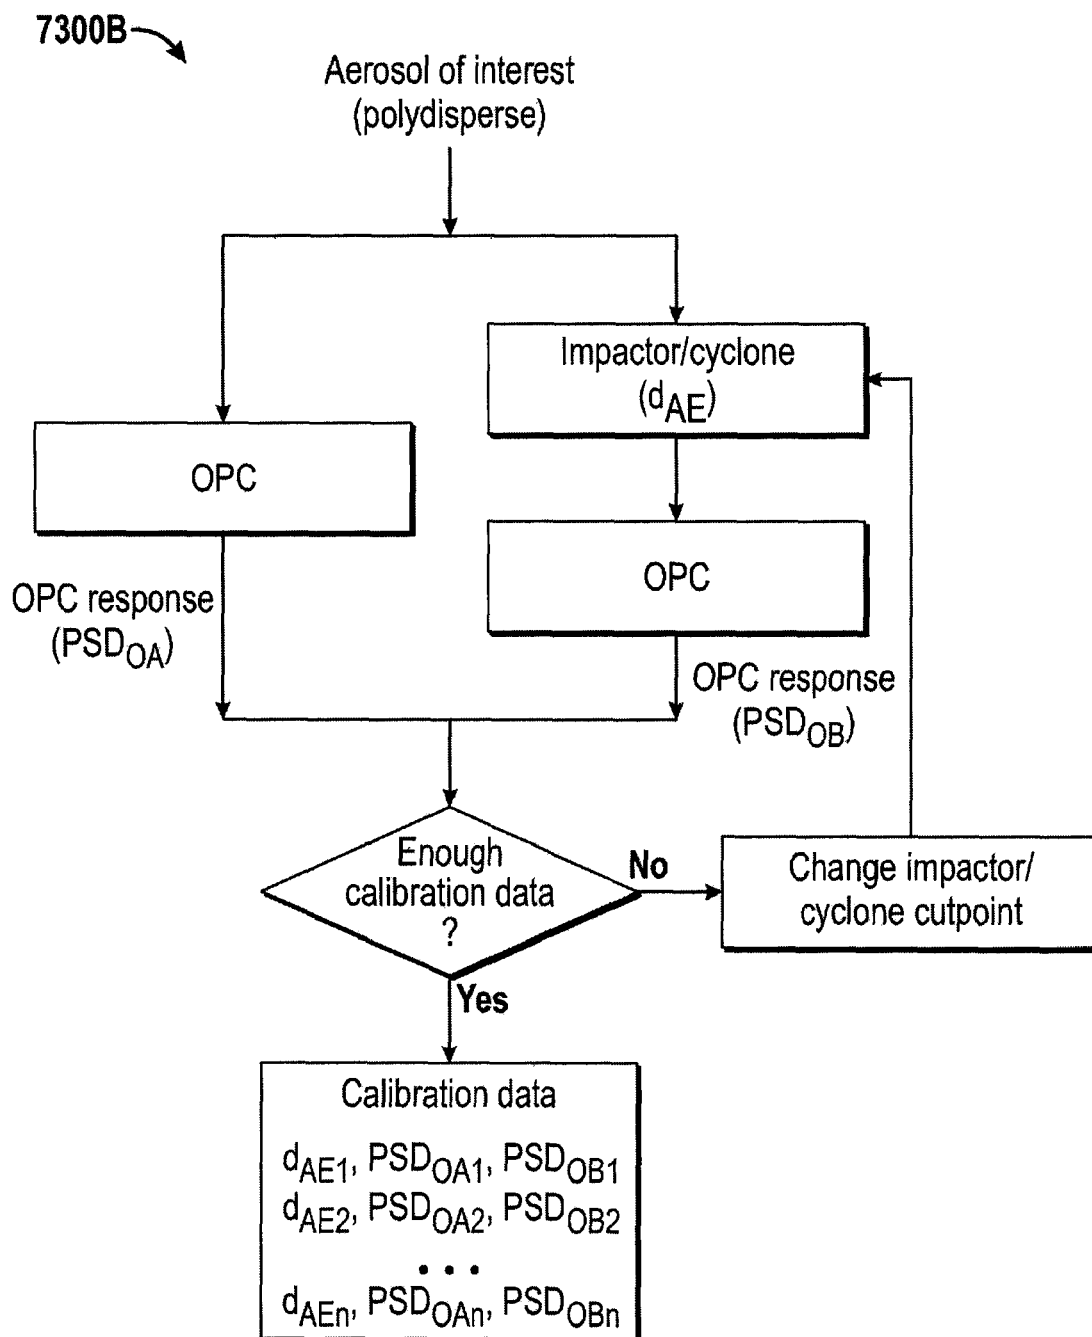 7300B
Aerosol of interest
(polydisperse)
Impactor/cyclone
(dAE)
OPC
OPC
OPC response
(PSDOA)
OPC response
(PSDOB)
Enough
calibration data
?
No
Change impactor/
cyclone cutpoint
Yes
Calibration data
dAE1, PSDOA1, PSDOB1
dAE2, PSDOA2, PSDOB2
• • •
dAEn, PSDOAn, PSDOBn